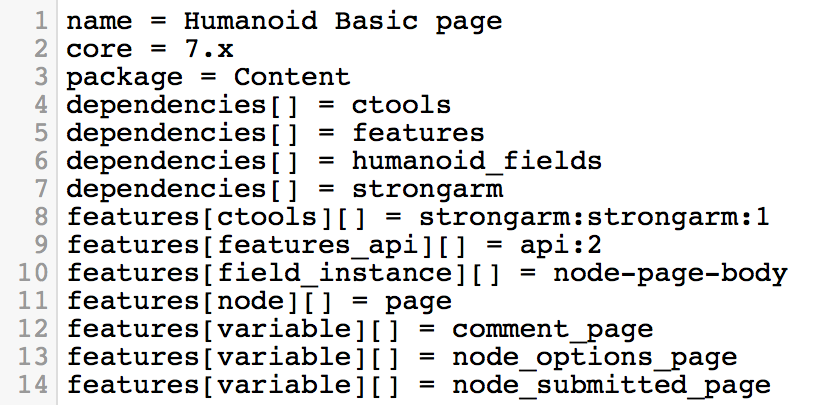 1 name = Humanoid Basic page
2 core = 7.x
3 package = Content
4 dependencies[] = ctools
5 dependencies[] = features
6 dependencies[] = humanoid_fields
7 dependencies[] = strongarm
8 features[ctools][] = strongarm:strongarm:1
9 features[features_api][] = api:2
10 features[field_instance][] = node-page-body
11 features[node][] = page
12 features[variable][] = comment_page
13 features[variable][] = node_options_page
14 features[variable][] = node_submitted_page